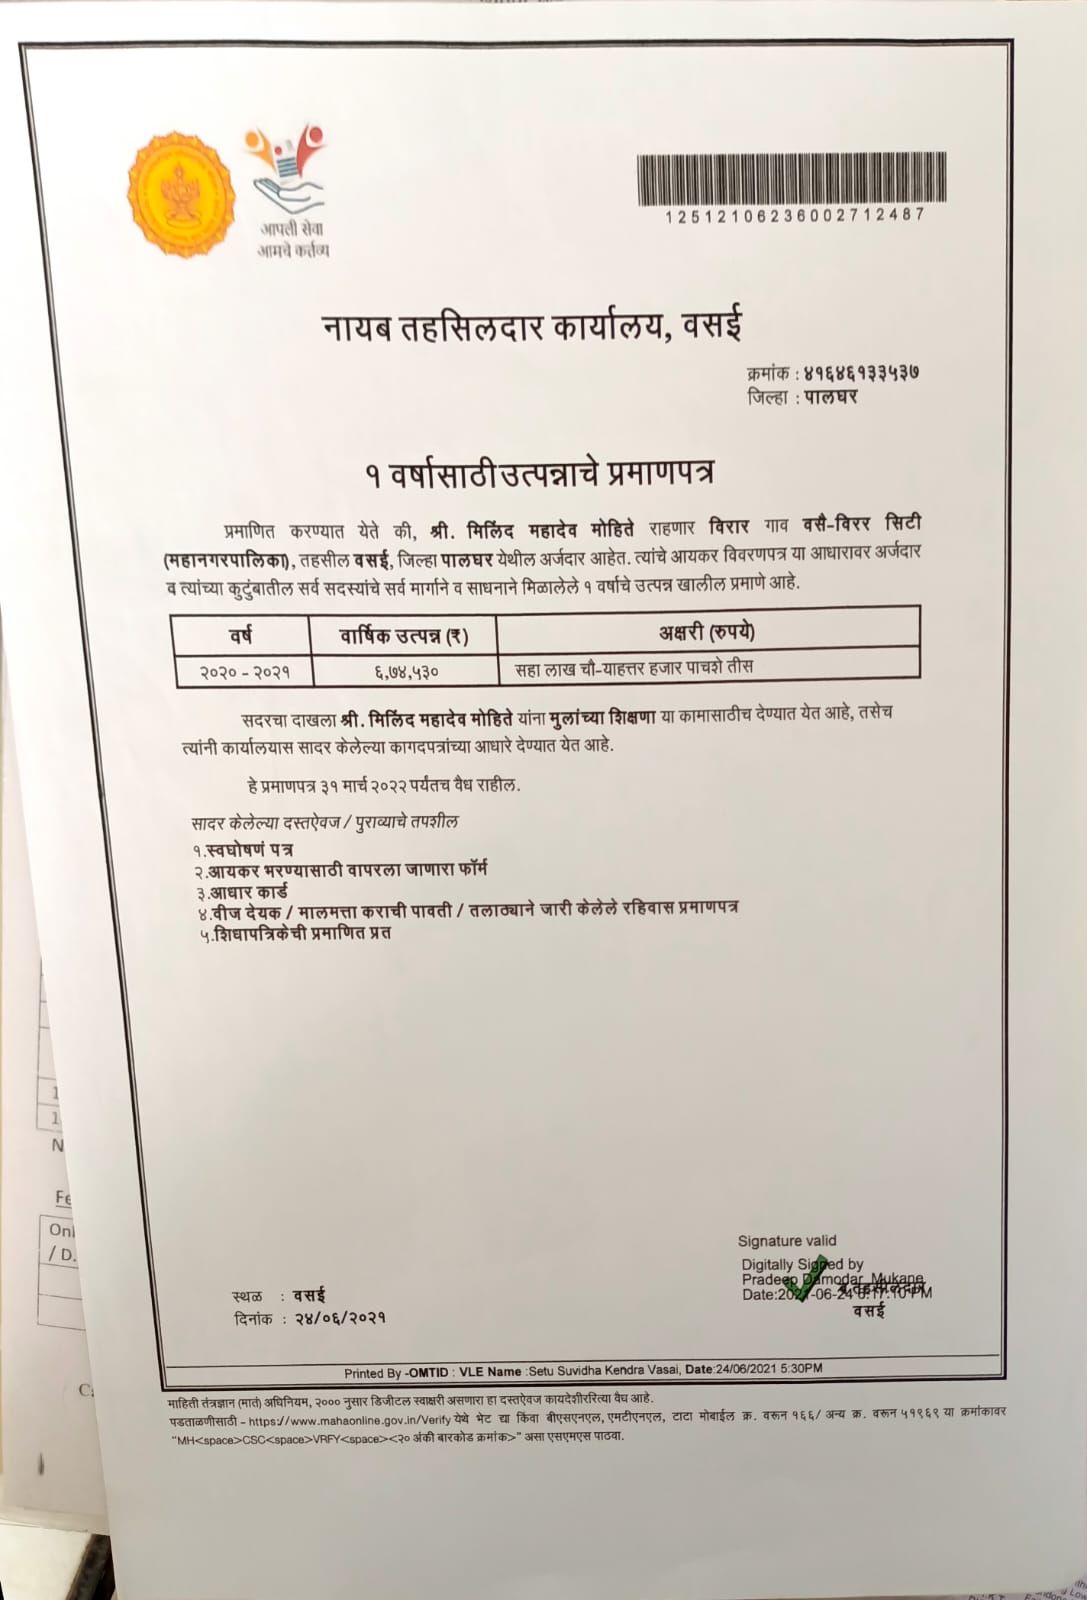 आपली सेवा
आमचे कर्तव्य
12512106236002712487
नायब तहसिलदार कार्यालय, वसई
क्रमांक : ४१६४६१३३५३७
जिल्हा : पालघर
१ वर्षासाठी उत्पन्नाचे प्रमाणपत्र
प्रमाणित करण्यात येते की, श्री. मिलिंद महादेव मोहिते राहणार विरार गाव वसै-विरर सिटी
(महानगरपालिका), तहसील वसई, जिल्हा पालघर येथील अर्जदार आहेत. त्यांचे आयकर विवरणपत्र या आधारावर अर्जदार
व त्यांच्या कुटुंबातील सर्व सदस्यांचे सर्व मार्गाने व साधनाने मिळालेले १ वर्षाचे उत्पन्न खालील प्रमाणे आहे.
वर्ष वार्षिक उत्पन्न (₹) अक्षरी (रुपये)
२०२० - २०२१ ६,७४,५३० सहा लाख चौ-याहत्तर हजार पाचशे तीस
सदरचा दाखला श्री. मिलिंद महादेव मोहिते यांना मुलांच्या शिक्षणा या कामासाठीच देण्यात येत आहे, तसेच
त्यांनी कार्यालयास सादर केलेल्या कागदपत्रांच्या आधारे देण्यात येत आहे.
हे प्रमाणपत्र ३१ मार्च २०२२ पर्यंतच वैध राहील.
सादर केलेल्या दस्तऐवज / पुराव्याचे तपशील
१.स्वघोषणं पत्र
२.आयकर भरण्यासाठी वापरला जाणारा फॉर्म
३.आधार कार्ड
४.वीज देयक / मालमत्ता कराची पावती / तलाठ्याने जारी केलेले रहिवास प्रमाणपत्र
५.शिधापत्रिकेची प्रमाणित प्रत
Signature valid
Digitally Signed by
Pradeep Damodar Mukane
Date:2021-06-24
वसई
स्थळ : वसई
दिनांक : २४/०६/२०२१
Printed By -OMTID : VLE Name :Setu Suvidha Kendra Vasai, Date:24/06/2021 5:30PM
माहिती तंत्रज्ञान (मातं) अधिनियम, २००० नुसार डिजीटल स्वाक्षरी असणारा हा दस्तऐवज कायदेशीररित्या वैध आहे.
पडताळणीसाठी - https://www.mahaonline.gov.in/Verify येथे भेट द्या किंवा बीएसएनएल, एमटीएनएल, टाटा मोबाईल क्र. वरून १६६/ अन्य क्र. वरून ५१९६९ या क्रमांकावर
"MH<space>CSC<space>VRFY<space><२० अंकी बारकोड क्रमांक>" असा एसएमएस पाठवा.